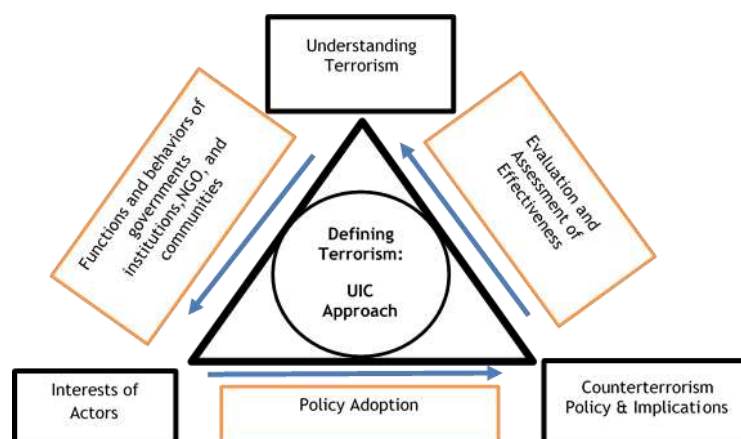 Understanding
Terrorism
Functions and behaviors of
governments
institutions,NGO, and
communities
Evaluation and
Assessment of
Effectiveness
Defining
Terrorism:
UIC
Approach
Interests of
Actors
Policy Adoption
Counterterrorism
Policy & Implications